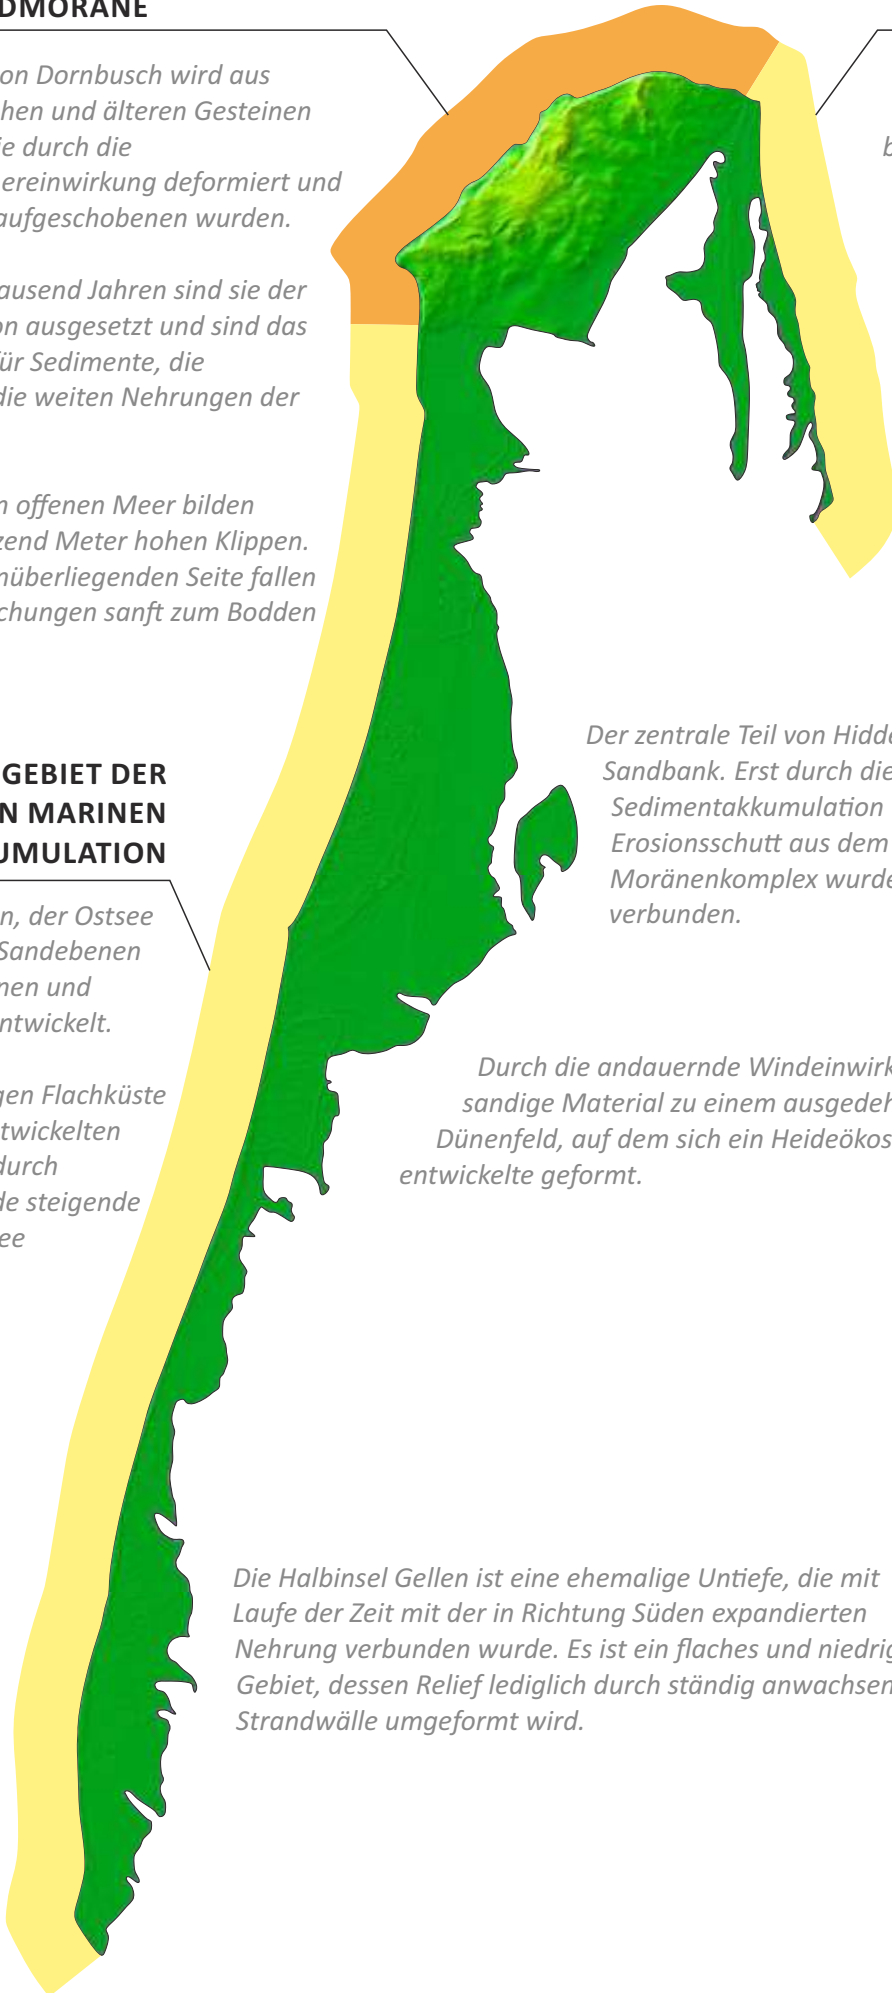 DMORÄNE
on Dornbusch wird aus
hen und älteren Gesteinen
ie durch die
ereinwirkung deformiert und
aufgeschobenen wurden.
ausend Jahren sind sie der
on ausgesetzt und sind das
für Sedimente, die
die weiten Nehrungen der
n offenen Meer bilden
zend Meter hohen Klippen.
nüberliegenden Seite fallen
chungen sanft zum Bodden
b
GEBIET DER
N MARINEN
UMULATION
en, der Ostsee
Sandebenen
nen und
entwickelt.
gen Flachküste
twickelten
durch
de steigende
ee
Der zentrale Teil von Hidde
Sandbank. Erst durch die
Sedimentakkumulation
Erosionsschutt aus dem
Moränenkomplex wurde
verbunden.
Durch die andauernde Windeinwirk
sandige Material zu einem ausgedeh
Dünenfeld, auf dem sich ein Heideökos
entwickelte geformt.
Die Halbinsel Gellen ist eine ehemalige Untiefe, die mit
Laufe der Zeit mit der in Richtung Süden expandierten
Nehrung verbunden wurde. Es ist ein flaches und niedrig
Gebiet, dessen Relief lediglich durch ständig anwachsen
Strandwälle umgeformt wird.